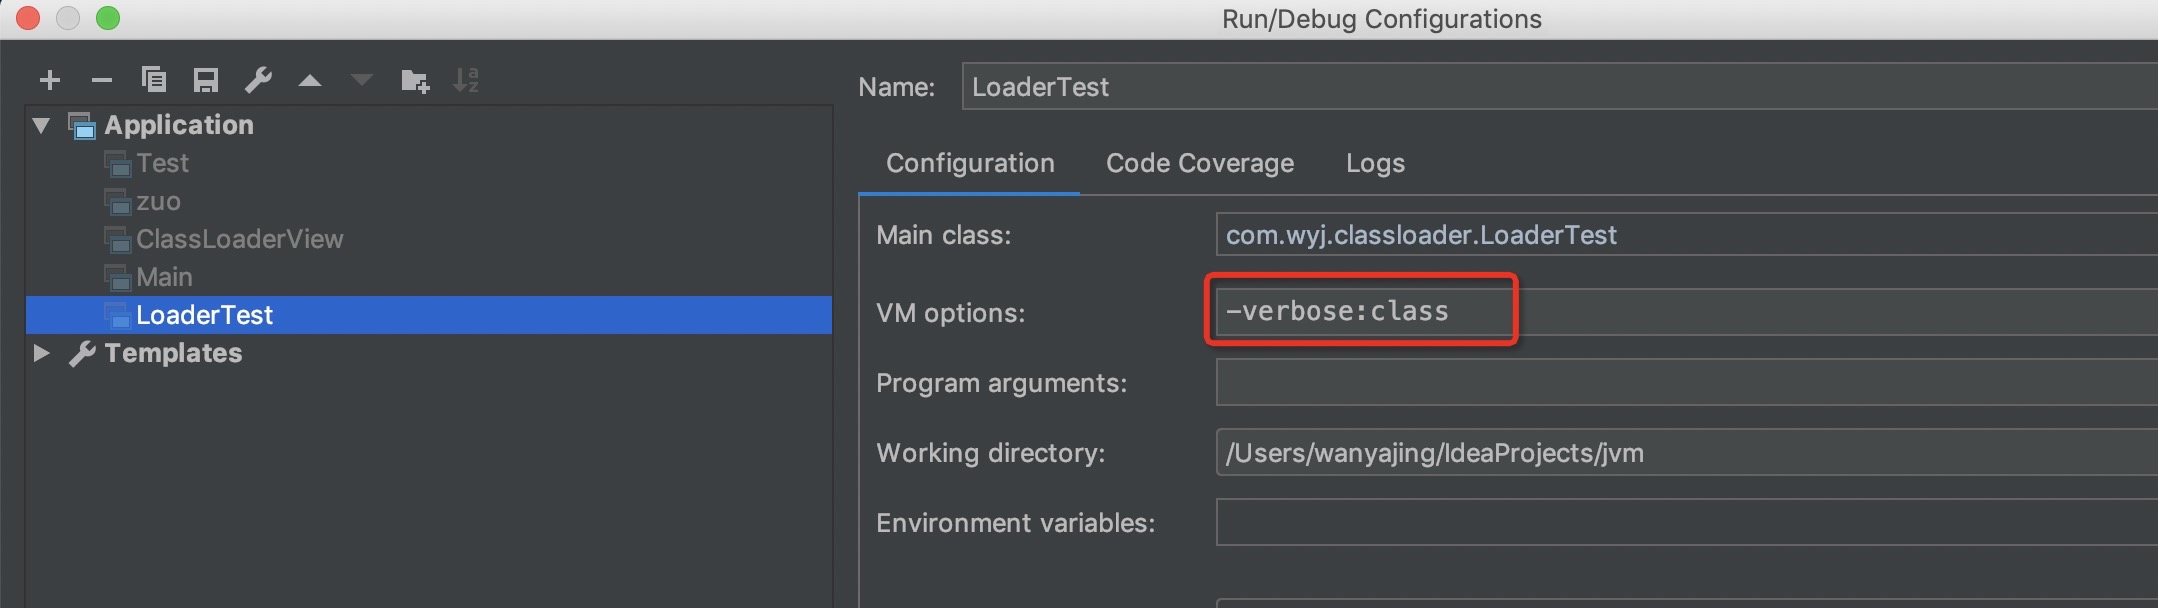 Run/Debug Configurations
Application
Test
zuo
ClassLoaderView
Main
LoaderTest
Templates
Name: LoaderTest
Configuration Code Coverage Logs
Main class: com.wyj.classloader.LoaderTest
VM options: -verbose:class
Program arguments:
Working directory: /Users/wanyajing/IdeaProjects/jvm
Environment variables: